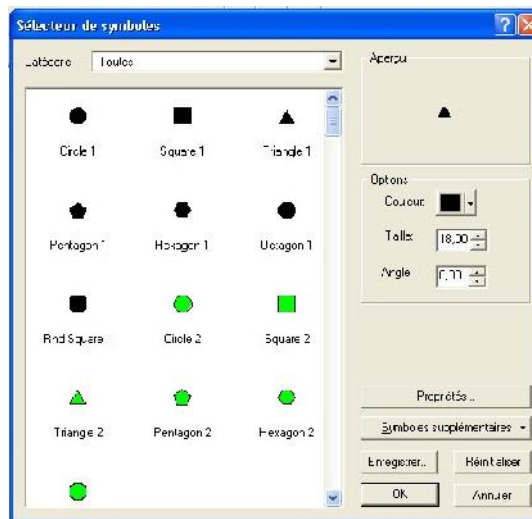 Sélecteur de symboles
Catégorie Toutes
Circle 1 Square 1 Triangle 1
Pentagon 1 Hexagon 1 Octagon 1
Rnd Square Circle 2 Square 2
Triangle 2 Pentagon 2 Hexagon 2
Aperçu
Options
Couleur:
Taille: 18,00
Angle 0,00
Propriétés...
Symboles supplémentaires
Enregistrer... Réinitialiser
OK Annuler